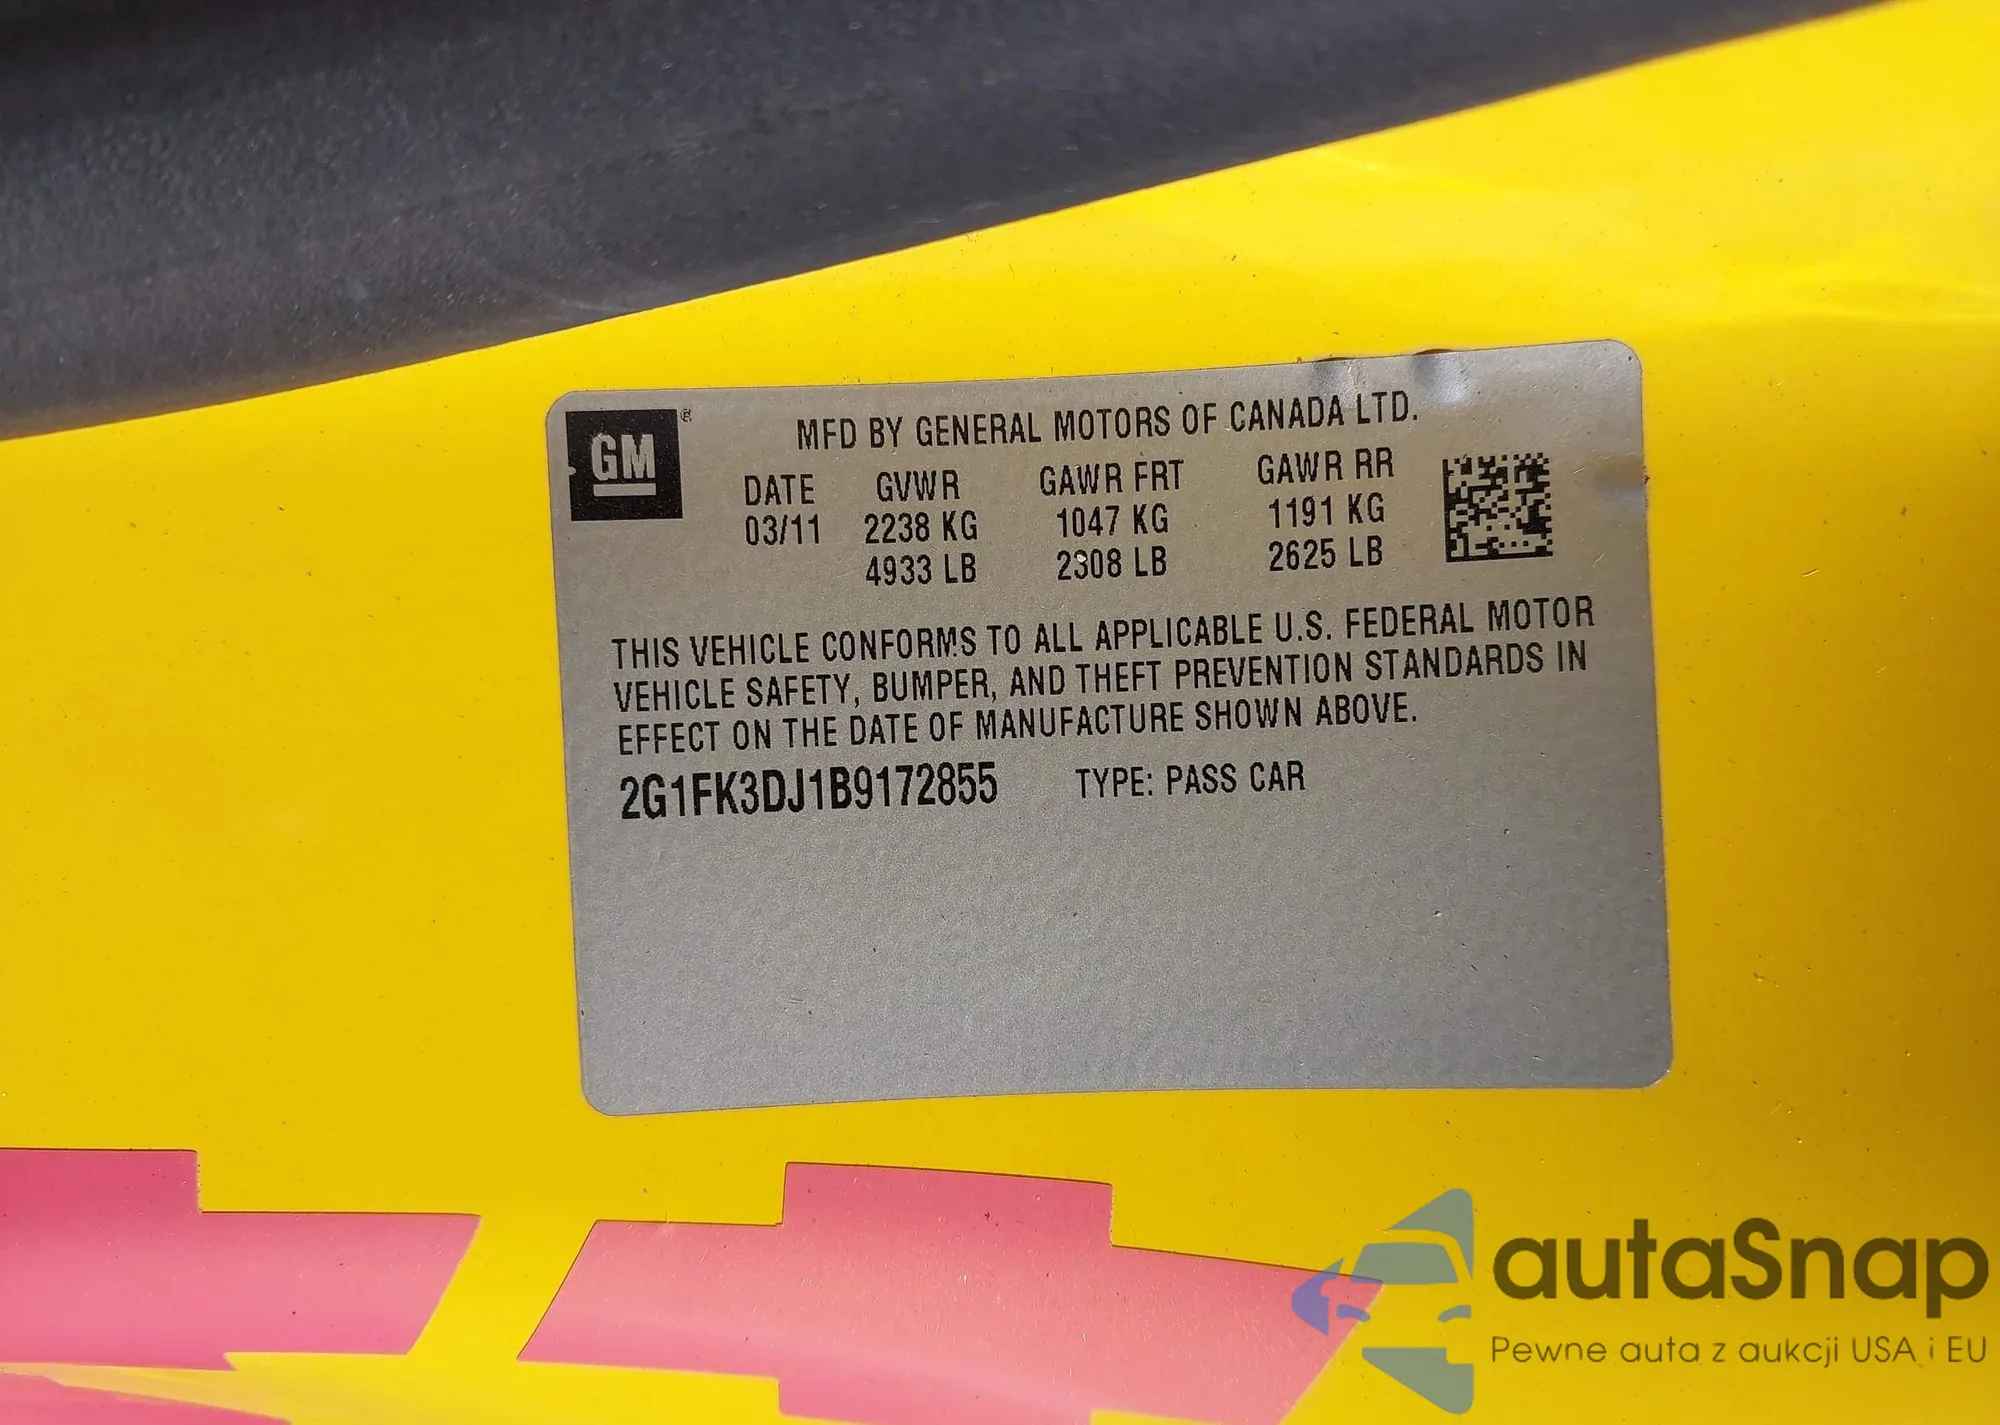 GM ®
MFD BY GENERAL MOTORS OF CANADA LTD.
DATE GVWR GAWR FRT GAWR RR
03/11 2238 KG 1047 KG 1191 KG
4933 LB 2308 LB 2625 LB
THIS VEHICLE CONFORMS TO ALL APPLICABLE U.S. FEDERAL MOTOR
VEHICLE SAFETY, BUMPER, AND THEFT PREVENTION STANDARDS IN
EFFECT ON THE DATE OF MANUFACTURE SHOWN ABOVE.
2G1FK3DJ1B9172855 TYPE: PASS CAR
autaSnap
Pewne auta z aukcji USA i EU